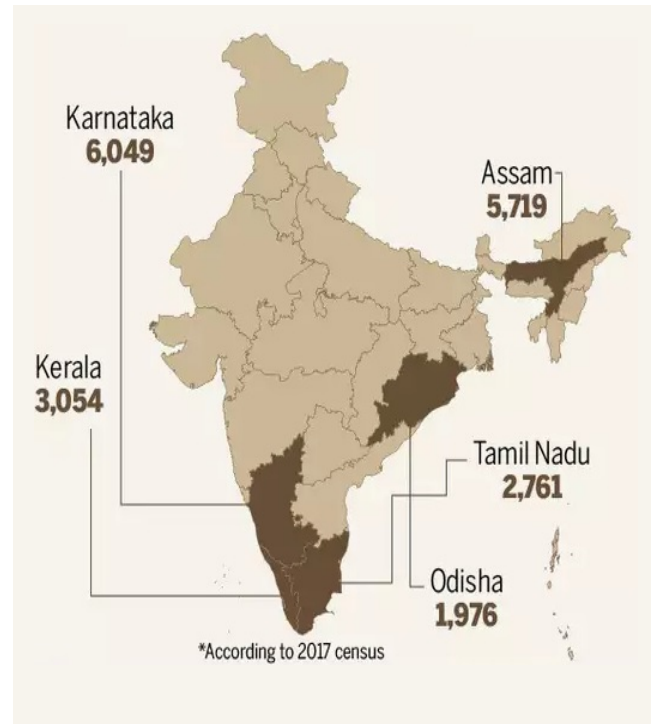 Karnataka
6,049
Assam
5,719
Kerala
3,054
Tamil Nadu
2,761
Odisha
1,976
*According to 2017 census